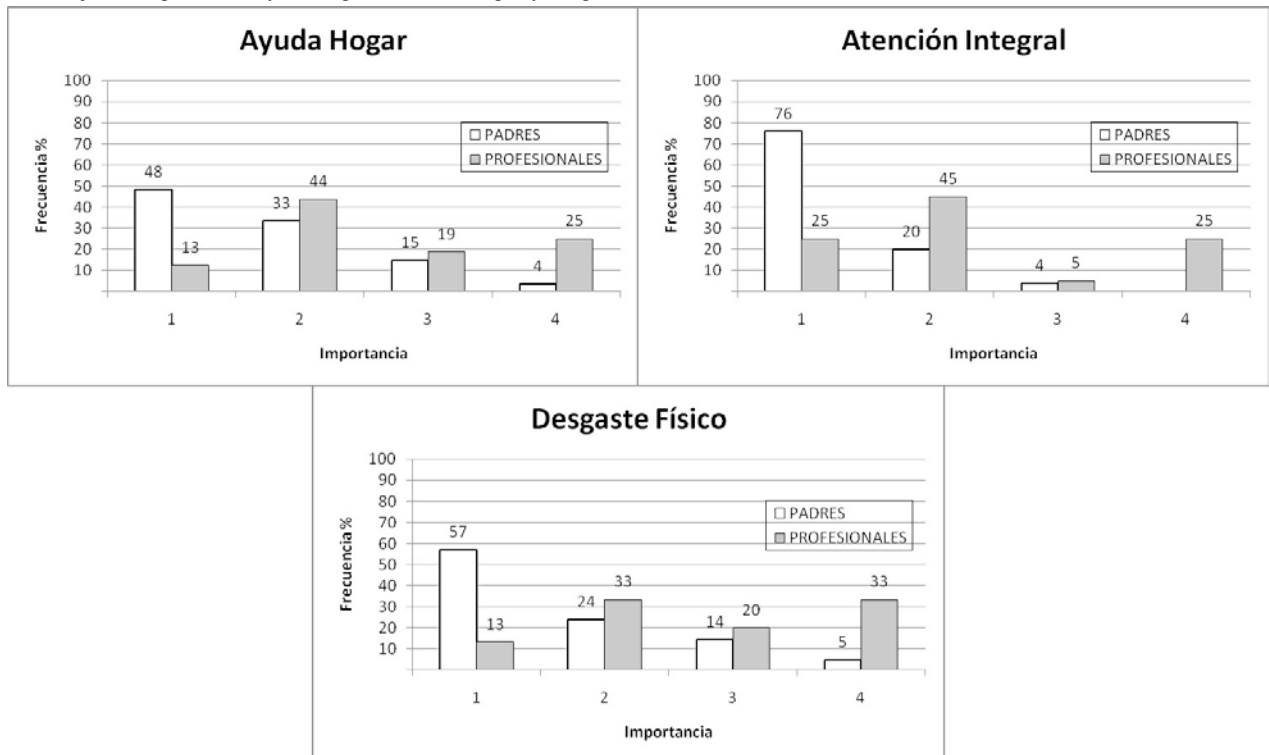 Ayuda Hogar
100
90
80
70
60
50
40
30
20
10
Frecuencia %
PADRES
PROFESIONALES
48
13
33
44
15
19
4
25
1 2 3 4
Importancia
Atención Integral
100
90
80
70
60
50
40
30
20
10
Frecuencia %
PADRES
PROFESIONALES
76
25
20
45
4
5
25
1 2 3 4
Importancia
Desgaste Físico
100
90
80
70
60
50
40
30
20
10
Frecuencia %
PADRES
PROFESIONALES
57
13
24
33
14
20
5
33
1 2 3 4
Importancia